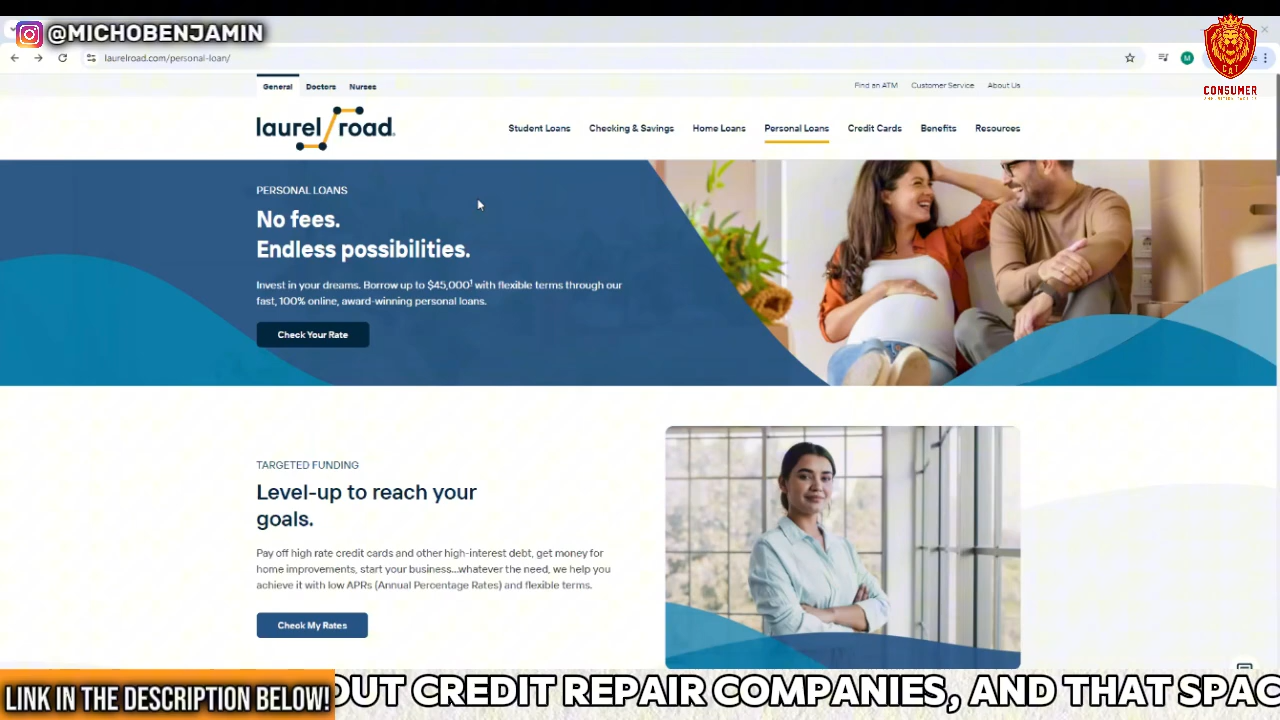 @MICHOBENJAMIN
laurelroad.com/personal-loan/
M
CAT
CONSUMER
General Doctors Nurses
Find an ATM Customer Service About Us
laurel road
Student Loans Checking & Savings Home Loans Personal Loans Credit Cards Benefits Resources
PERSONAL LOANS
No fees.
Endless possibilities.
Invest in your dreams. Borrow up to $45,000¹ with flexible terms through our
fast, 100% online, award-winning personal loans.
Check Your Rate
TARGETED FUNDING
Level-up to reach your
goals.
Pay off high rate credit cards and other high-interest debt, get money for
home improvements, start your business...whatever the need, we help you
achieve it with low APRs (Annual Percentage Rates) and flexible terms.
Check My Rates
LINK IN THE DESCRIPTION BELOW!
OUT CREDIT REPAIR COMPANIES, AND THAT SPAC